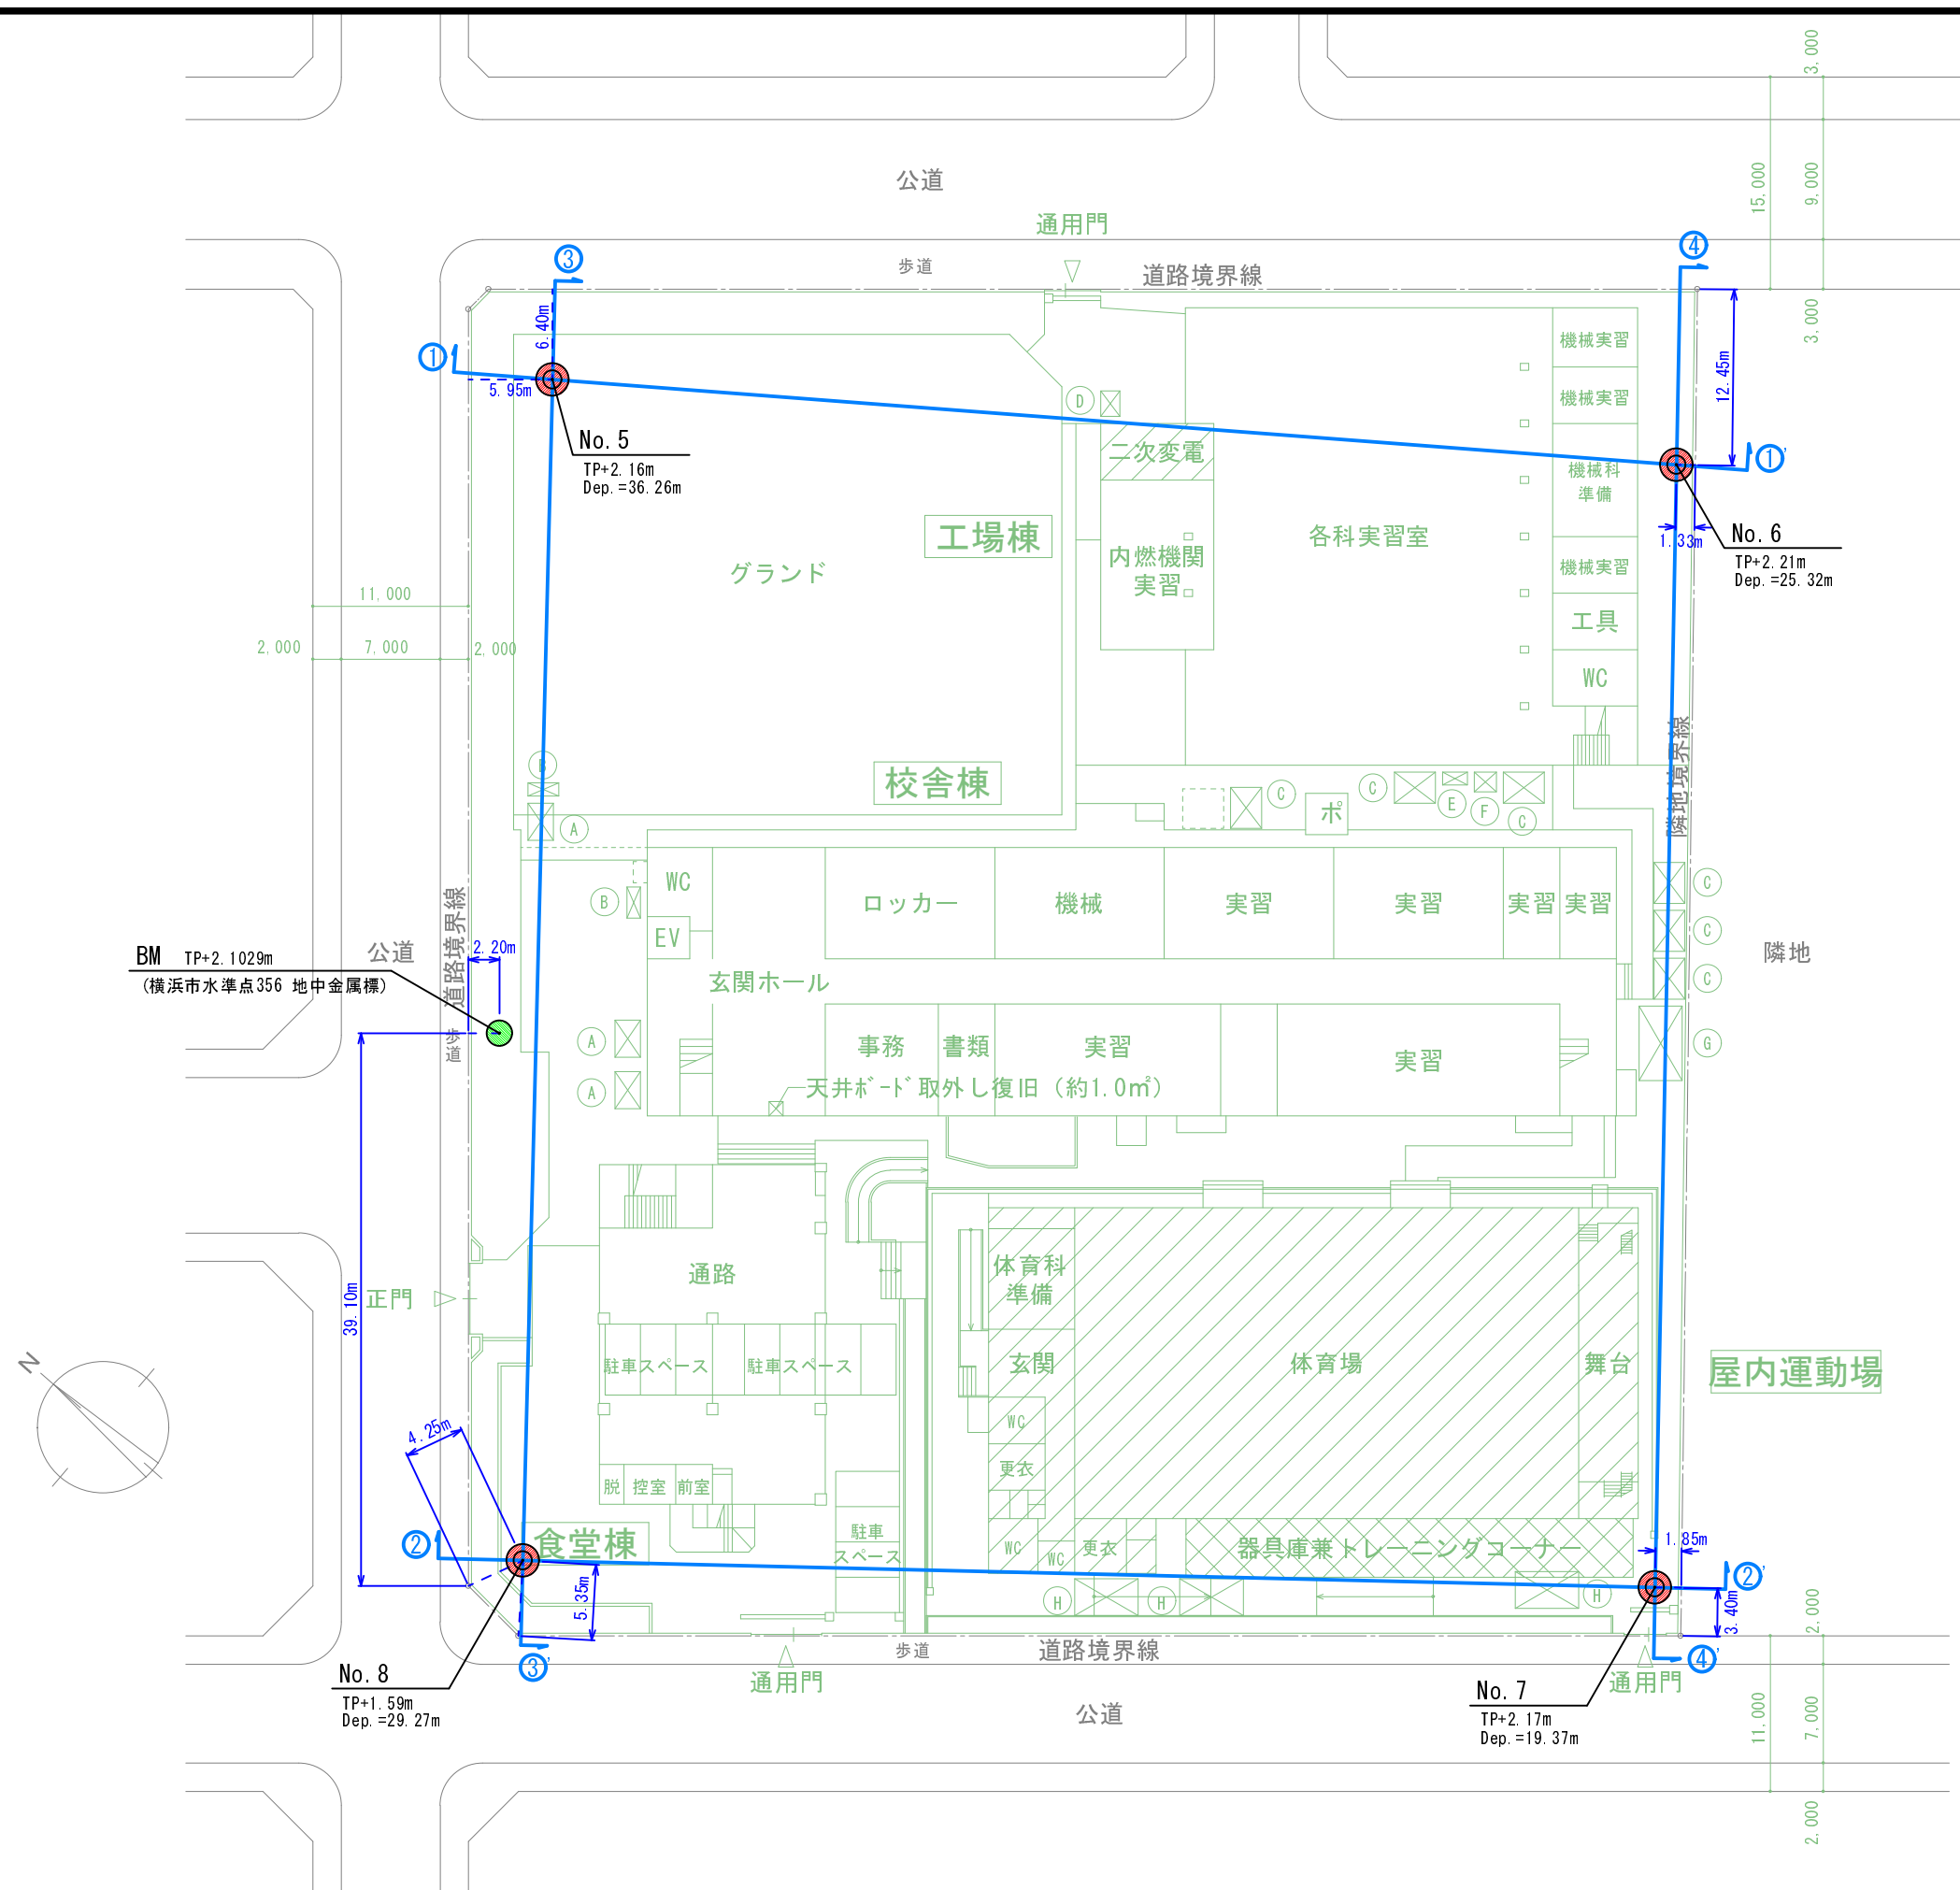 3,000
公道
15,000
9,000
通用門
③
④
歩道
道路境界線
6.40m
3,000
①
機械実習
12.45m
5.95m
機械実習
D
No.5
二次変電
①'
TP+2.16m
Dep.=36.26m
機械科
準備
工場棟
各科実習室
1.33m
No.6
内燃機関
実習
TP+2.21m
Dep.=25.32m
グランド
機械実習
11,000
工具
2,000
7,000
2,000
WC
隣地境界線
B
校舎棟
C
C
ポ
E
F
C
A
WC
ロッカー
機械
実習
実習
実習
実習
C
B
EV
C
道路境界線
公道
2.20m
隣地
BM TP+2.1029m
(横浜市水準点356 地中金属標)
玄関ホール
C
歩道
A
事務
書類
実習
実習
G
A
天井ボード取外し復旧（約1.0㎡）
通路
体育科
準備
正門
39.10m
N
駐車スペース
駐車スペース
玄関
体育場
舞台
屋内運動場
4.25m
WC
脱
控室
前室
更衣
②
食堂棟
駐車
スペース
WC
WC
更衣
器具庫兼トレーニングコーナー
1.85m
②'
5.35m
H
H
H
3.40m
2,000
③'
歩道
道路境界線
④'
No.8
TP+1.59m
Dep.=29.27m
通用門
通用門
No.7
TP+2.17m
Dep.=19.37m
公道
11,000
7,000
2,000